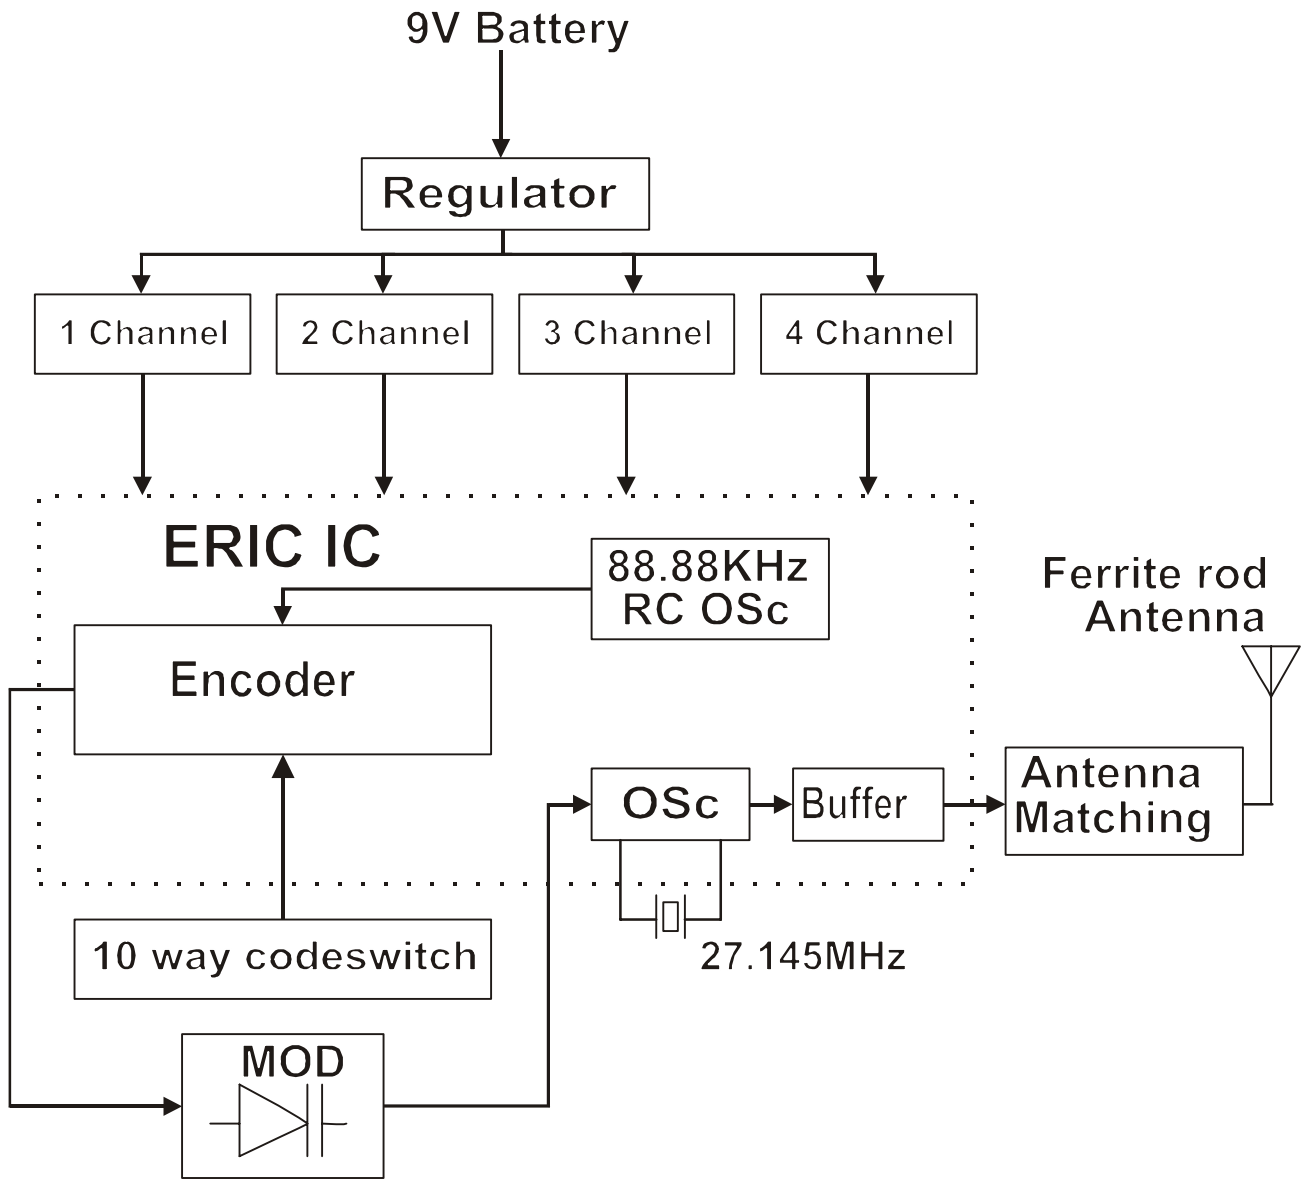 9V Battery
Regulator
1 Channel
2 Channel
3 Channel
4 Channel
ERIC IC
88.88KHz
RC OSc
Ferrite rod
Antenna
Encoder
OSc
Buffer
Antenna
Matching
10 way codeswitch
27.145MHz
MOD